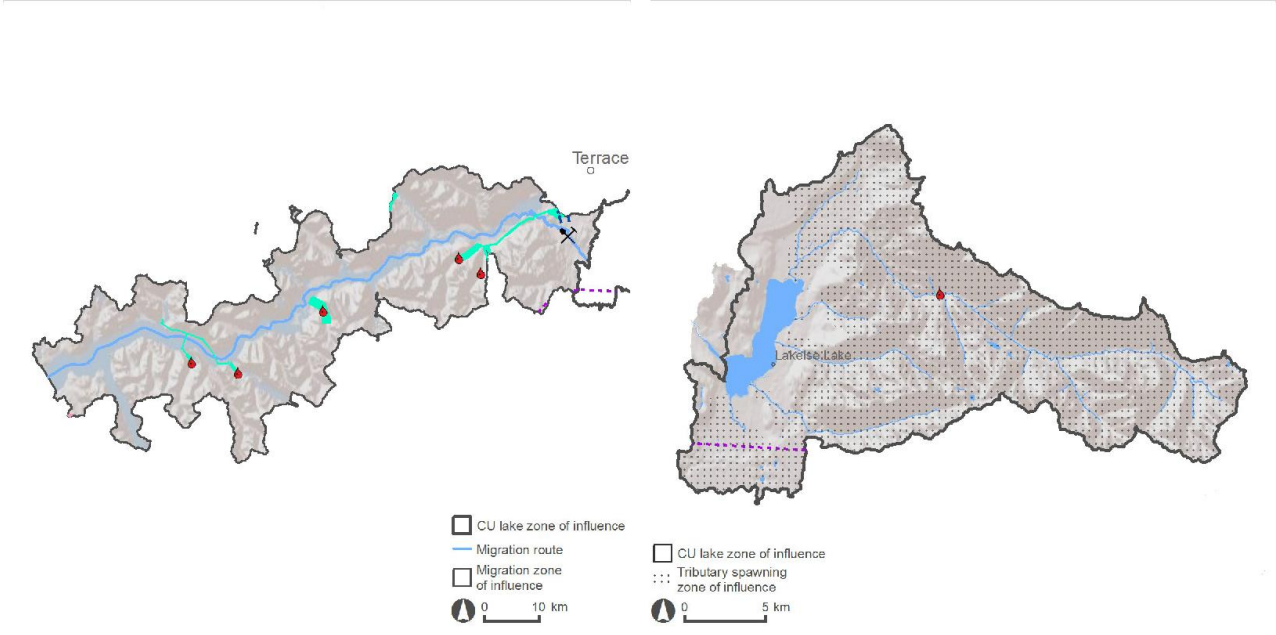 Terrace
Lakelse Lake
CU lake zone of influence
Migration route
Migration zone
of influence
0 10 km
CU lake zone of influence
Tributary spawning
zone of influence
0 5 km